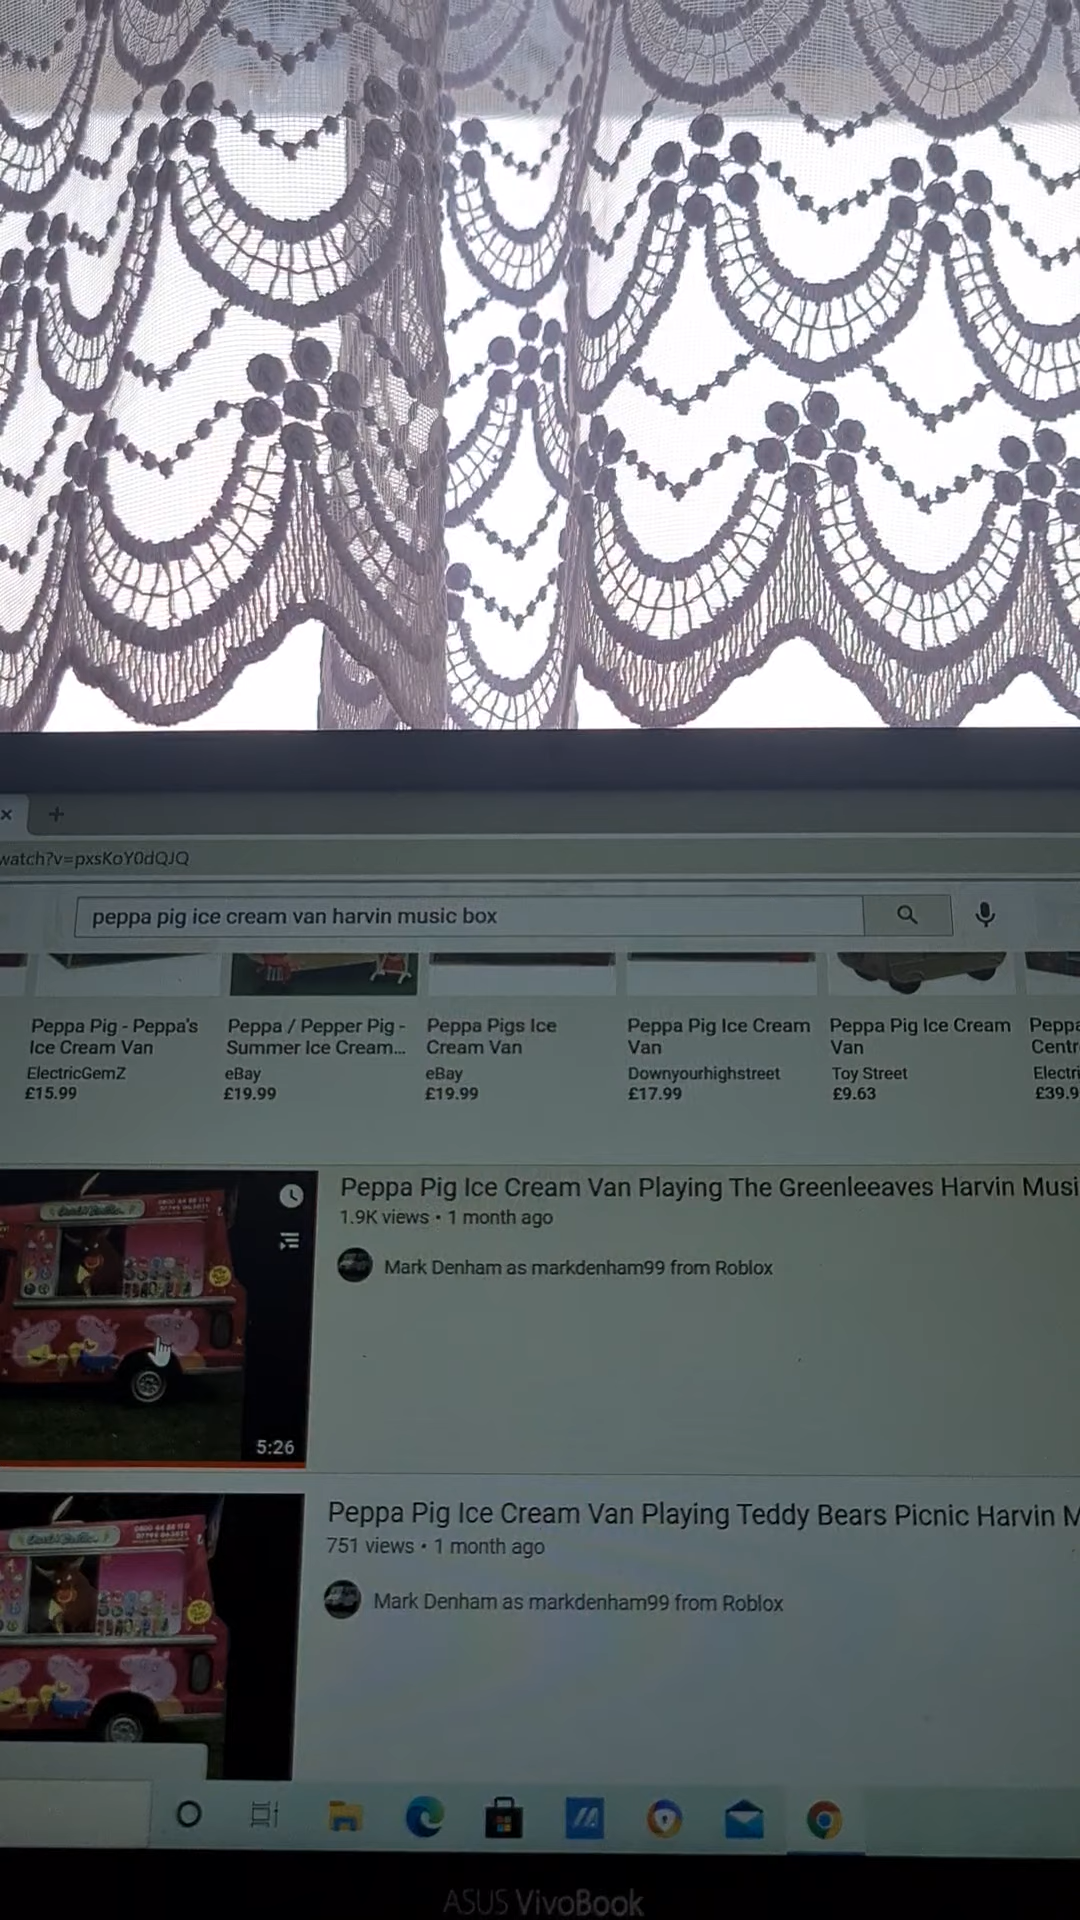 watch?v=pxsKoY0dQJQ
peppa pig ice cream van harvin music box
Peppa Pig - Peppa's
Ice Cream Van
ElectricGemZ
£15.99
Peppa / Pepper Pig -
Summer Ice Cream...
eBay
£19.99
Peppa Pigs Ice
Cream Van
eBay
£19.99
Peppa Pig Ice Cream
Van
Downyourhighstreet
£17.99
Peppa Pig Ice Cream
Van
Toy Street
£9.63
Peppa
Centr
Electri
£39.9
Peppa Pig Ice Cream Van Playing The Greenleeaves Harvin Musi
1.9K views • 1 month ago
Mark Denham as markdenham99 from Roblox
5:26
Peppa Pig Ice Cream Van Playing Teddy Bears Picnic Harvin M
751 views • 1 month ago
Mark Denham as markdenham99 from Roblox
ASUS VivoBook